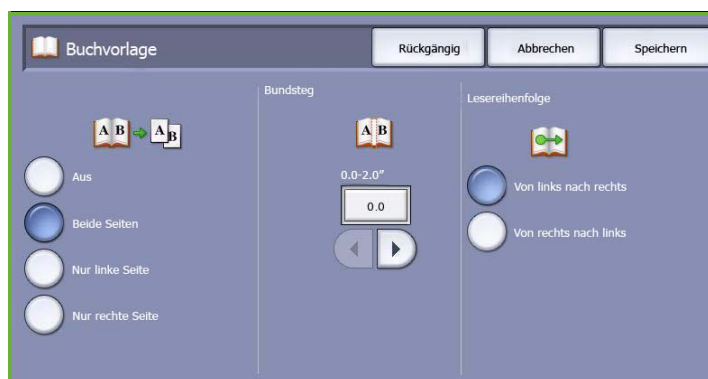 Buchvorlage
Rückgängig
Abbrechen
Speichern
A B A B
Aus
Beide Seiten
Nur linke Seite
Nur rechte Seite
Bundsteg
A B
0.0-2.0"
0.0
Lesereihenfolge
Von links nach rechts
Von rechts nach links